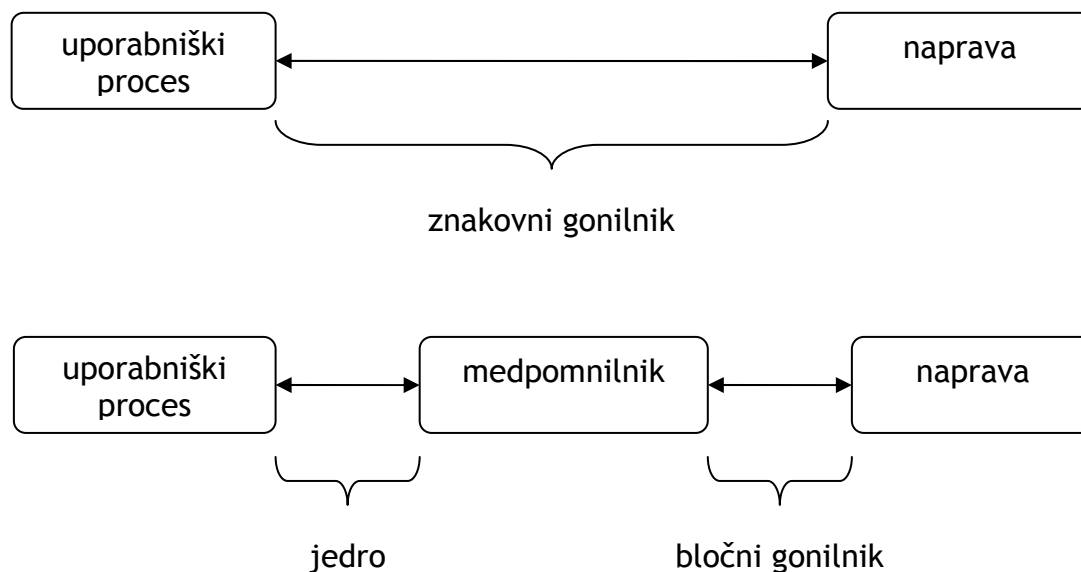 uporabniški
proces
naprava
znakovni gonilnik
uporabniški
proces
medpomnilnik
naprava
jedro
bločni gonilnik